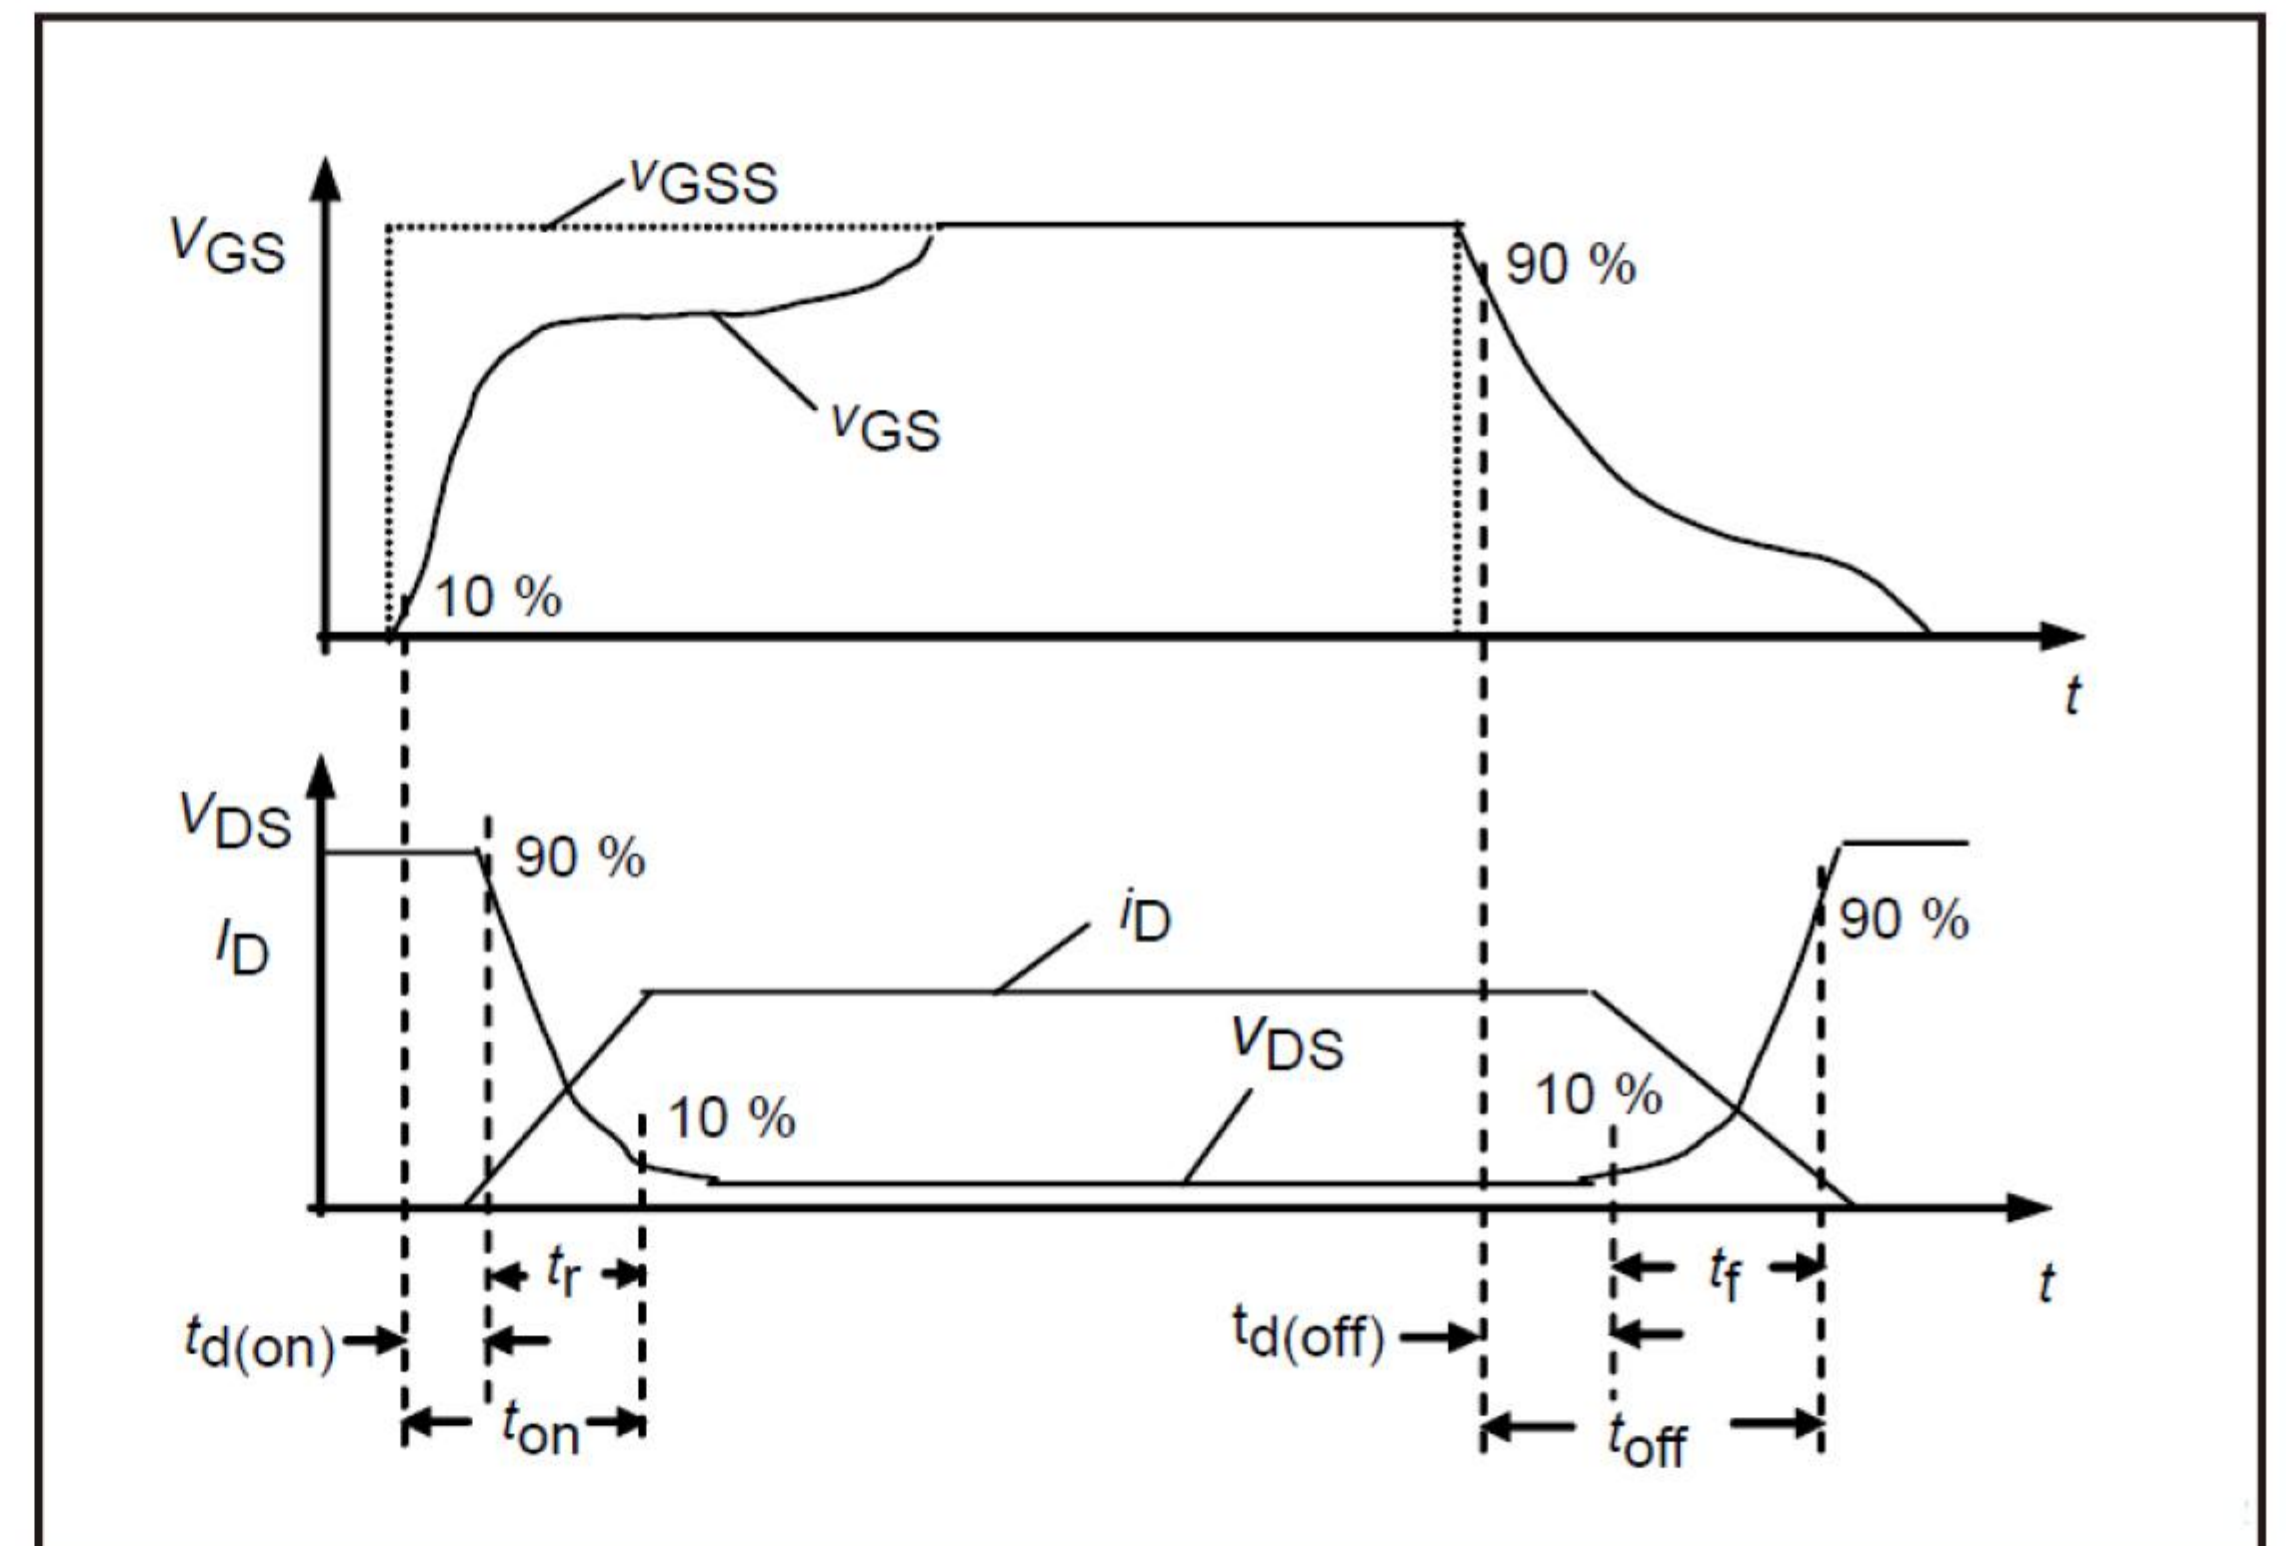 vGSS
VGS
90 %
vGS
10 %
t
VDS
90 %
iD
90 %
ID
VDS
10 %
10 %
tr
tf
t
td(on)
td(off)
ton
toff